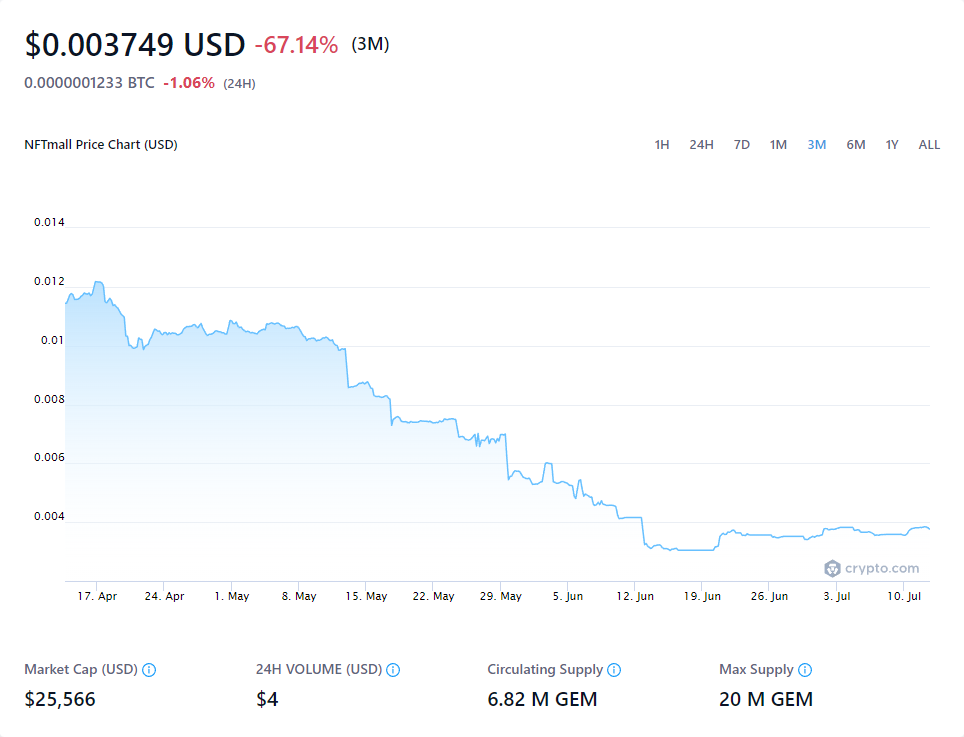 $0.003749 USD -67.14% (3M)
0.0000001233 BTC -1.06% (24H)
NFTmall Price Chart (USD)
1H 24H 7D 1M 3M 6M 1Y ALL
0.014
0.012
0.01
0.008
0.006
0.004
crypto.com
17. Apr 24. Apr 1. May 8. May 15. May 22. May 29. May 5. Jun 12. Jun 19. Jun 26. Jun 3. Jul 10. Jul
Market Cap (USD) 24H VOLUME (USD) Circulating Supply Max Supply
$25,566 $4 6.82 M GEM 20 M GEM